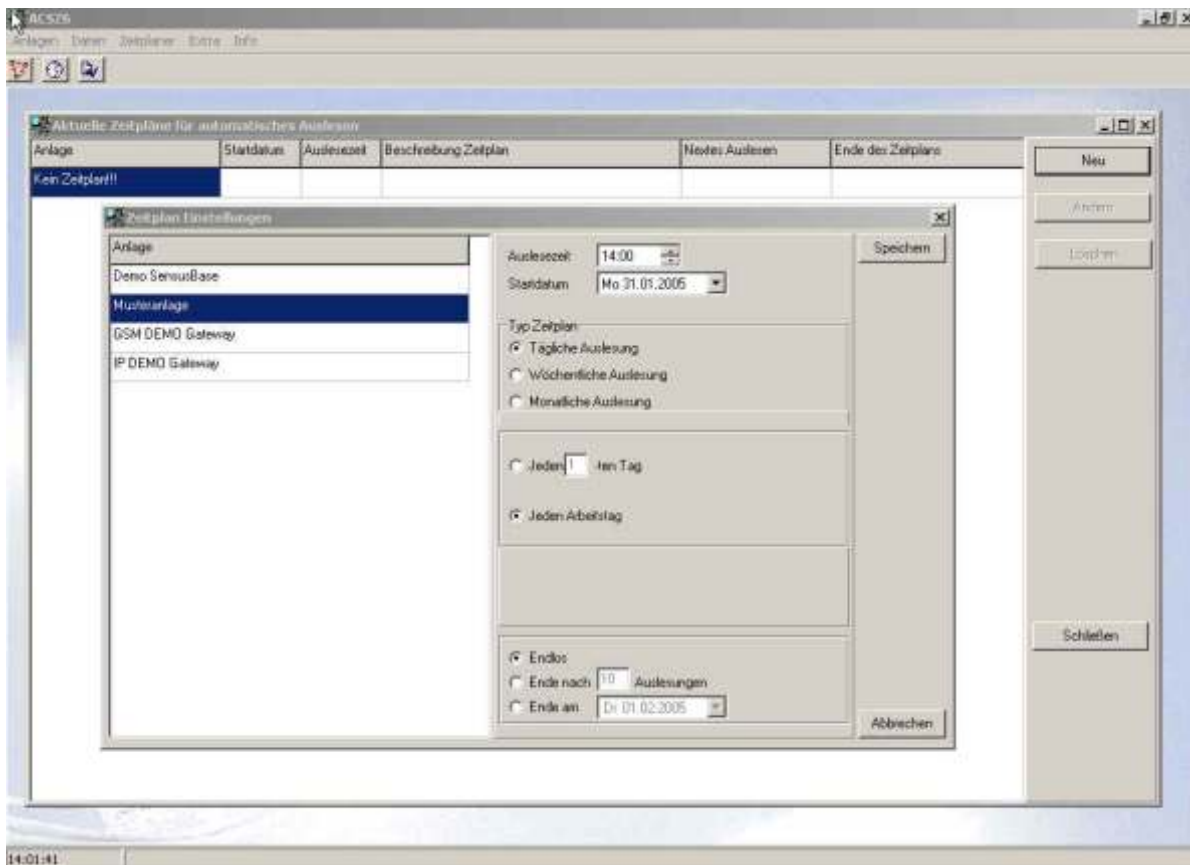 ACS26
Anlagen Daten Zeitplaner Extra Info
Aktuelle Zeitpläne für automatisches Auslesen
Anlage Startdatum Auslesezeit Beschreibung Zeitplan Nextes Auslesen Ende des Zeitplans
Neu
Kein Zeitplan!!!
Ändern
Zeitplan Einstellungen
Anlage
Auslesezeit 14:00
Speichern
Löschen
Demo SensusBase
Startdatum Mo 31.01.2005
Musteranlage
GSM DEMO Gateway
Typ Zeitplan
Tägliche Auslesung
IP DEMO Gateway
Wöchentliche Auslesung
Monatliche Auslesung
Jeden 1 -ten Tag
Jeden Arbeitstag
Schließen
Endlos
Ende nach 10 Auslesungen
Ende am Di 01.02.2005
Abbrechen
14:01:41